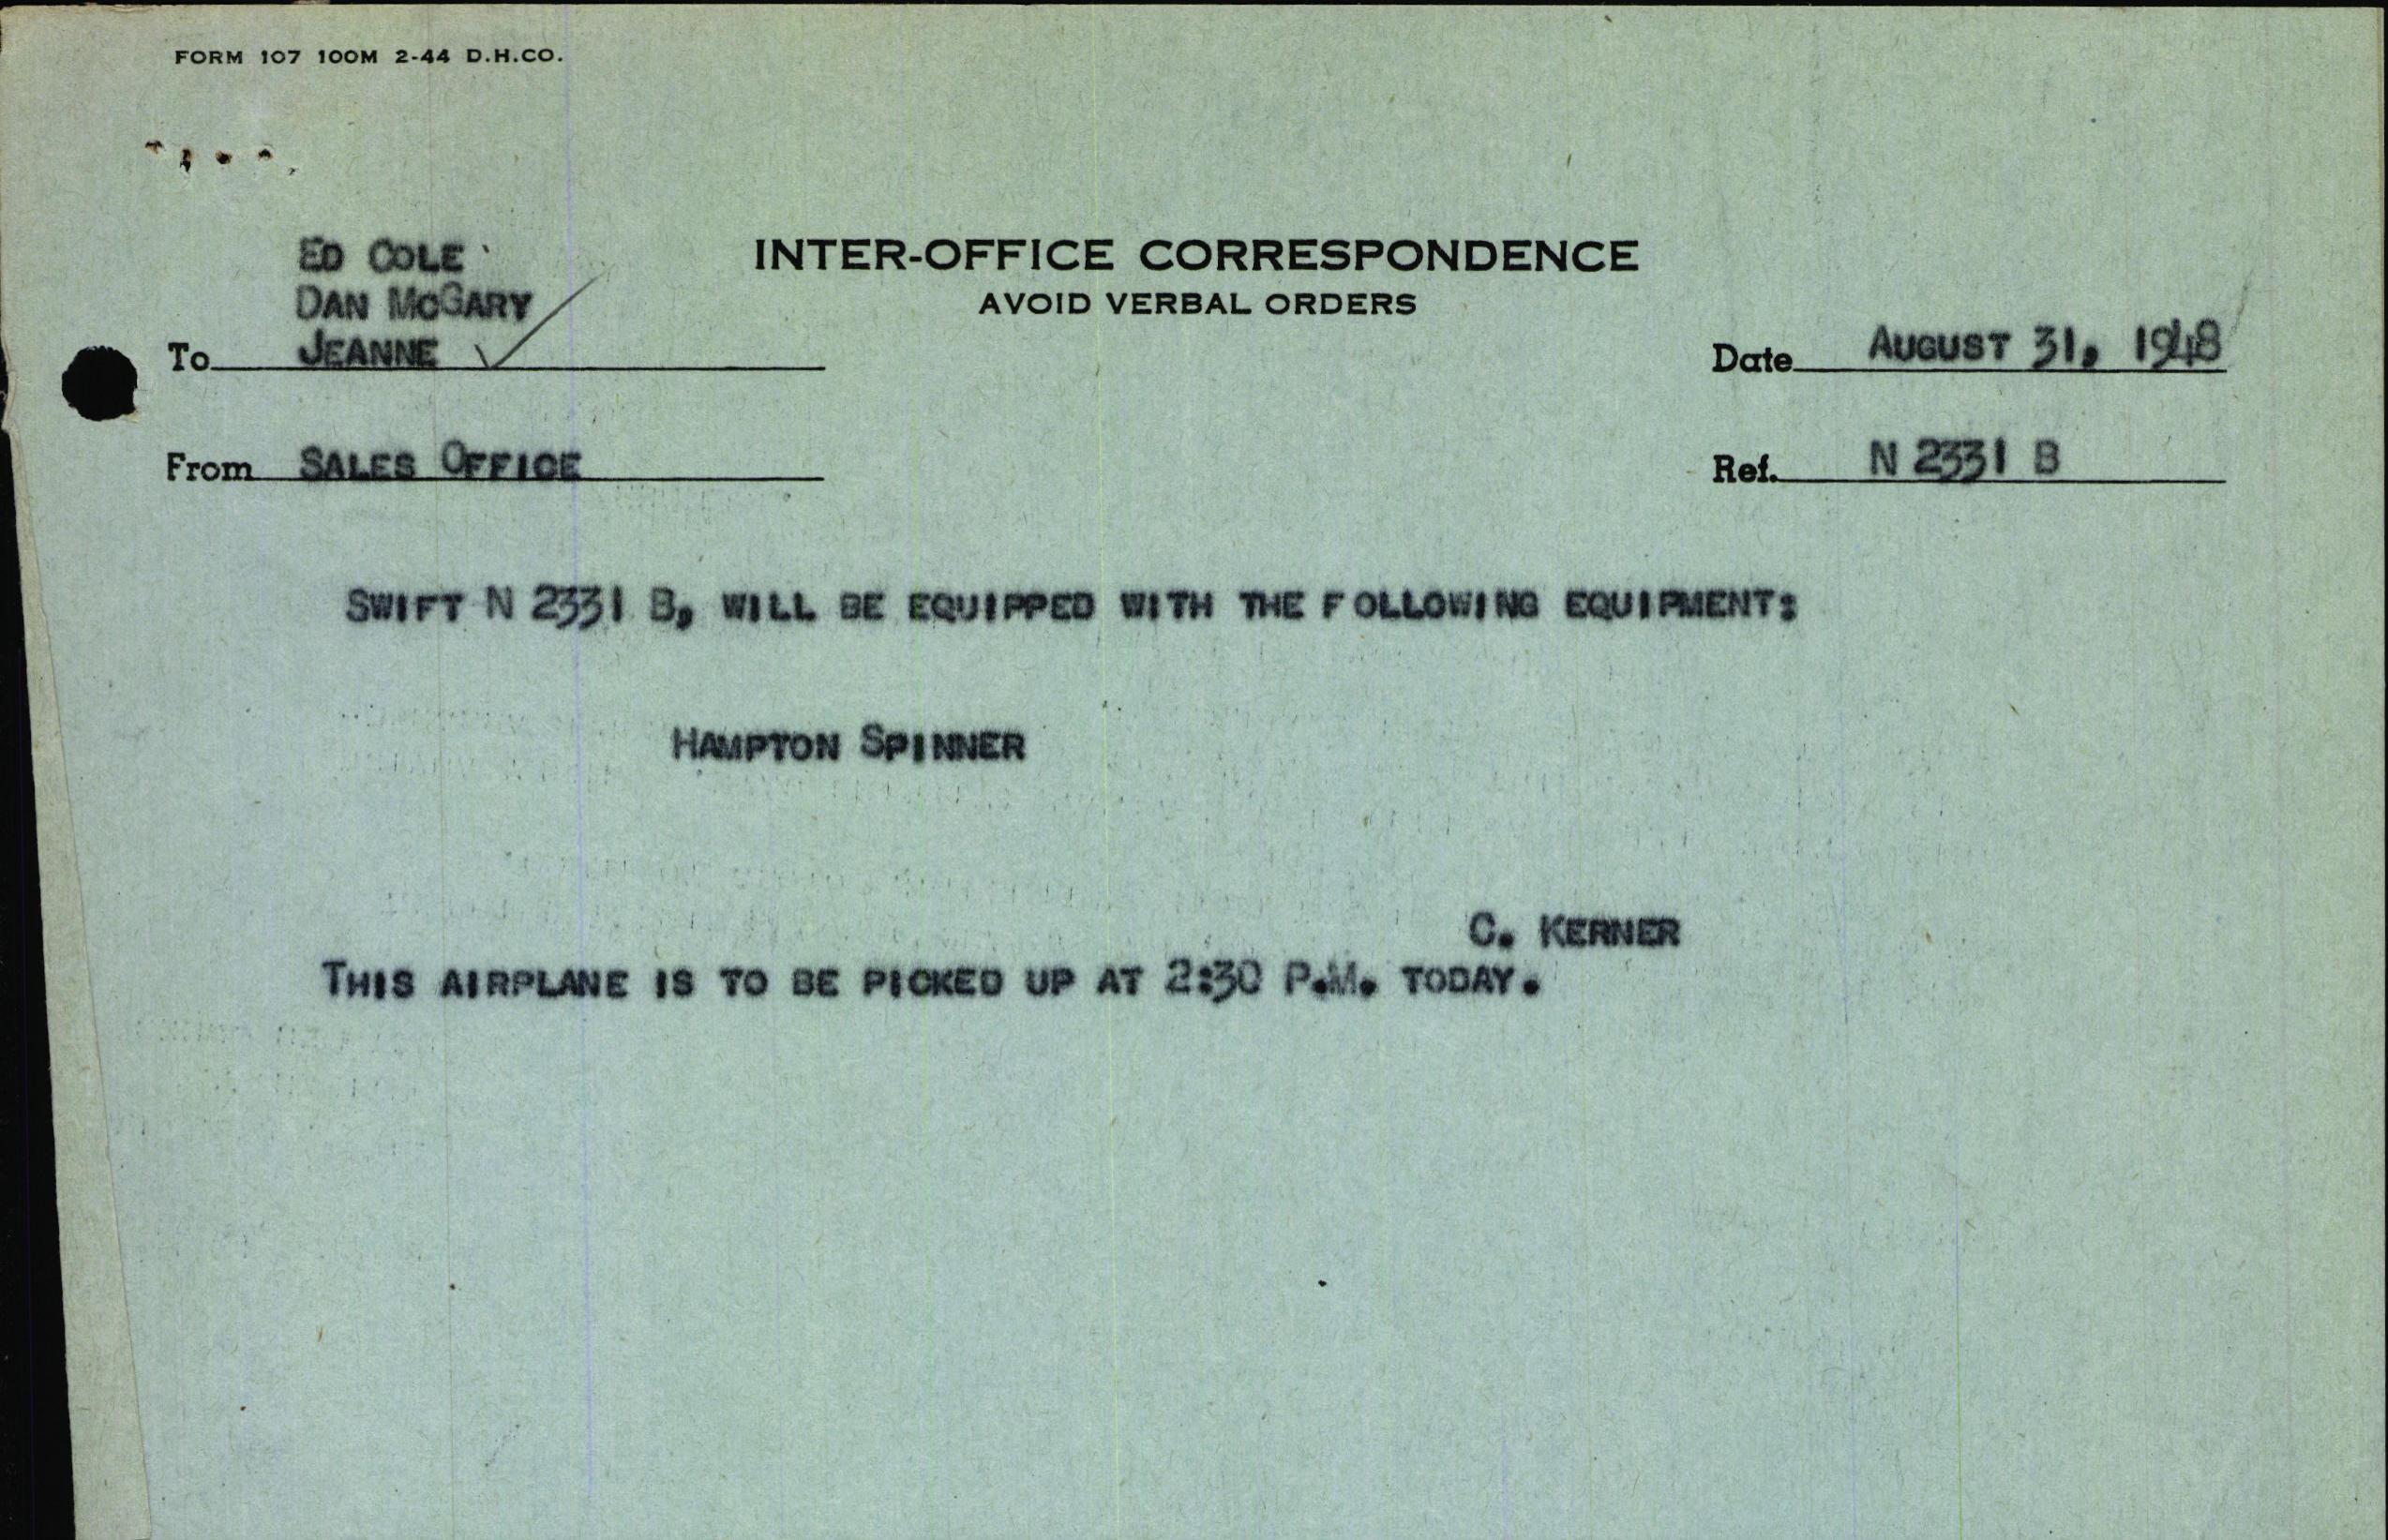 FORM 107 100M 2-44 D.H.CO.
INTER-OFFICE CORRESPONDENCE
AVOID VERBAL ORDERS
ED COLE
DAN MCGARY
To JEANNE
Date AUGUST 31, 1948
From SALES OFFICE
Ref. N 2331 B
SWIFT N 2331 B, WILL BE EQUIPPED WITH THE FOLLOWING EQUIPMENT:
HAMPTON SPINNER
C. KERNER
THIS AIRPLANE IS TO BE PICKED UP AT 2:30 P.M. TODAY.